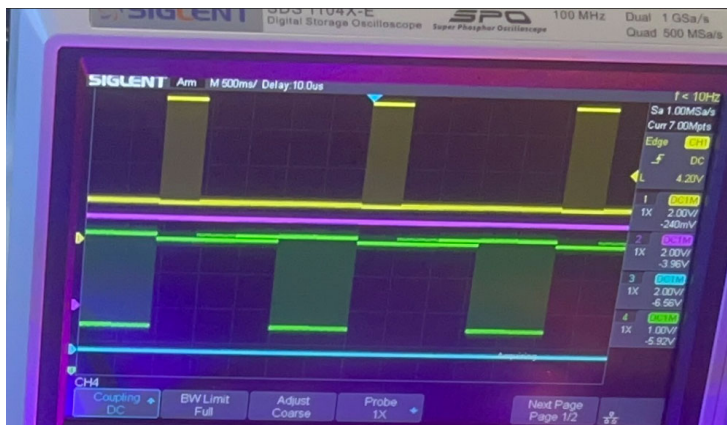 SIGLENT SDS 1104X-E
Digital Storage Oscilloscope
SPO
Super Phosphor Oscilloscope
100 MHz
Dual 1 GSa/s
Quad 500 MSa/s
SIGLENT Arm M 500ms/ Delay:10.0us
f < 10Hz
Sa 1.00MSa/s
Curr 7.00Mpts
Edge CH1
DC
L 4.20V
1 DC1M
1X 2.00V/
-240mV
2 DC1M
1X 2.00V/
-3.96V
3 DC1M
1X 2.00V/
-6.56V
4 DC1M
1X 1.00V/
-5.92V
CH4
Coupling
DC
BW Limit
Full
Adjust
Coarse
Probe
1X
Next Page
Page 1/2